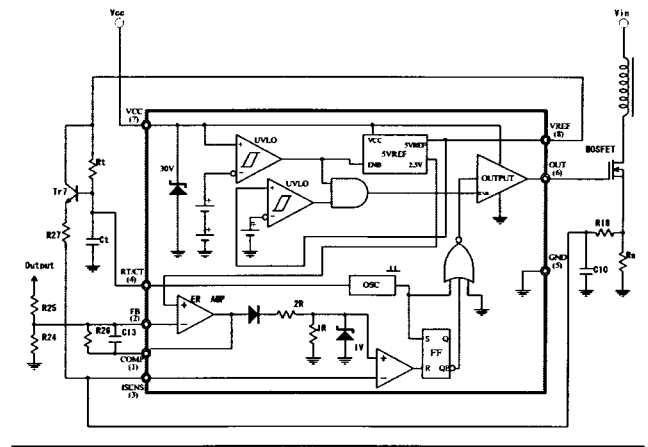 Vcc
Vin
VCC
(7)
VREF
(8)
MOSFET
Rt
Tr7
R27
Ct
30V
UVLO
UVLO
VCC
5VREF
5VREF
ENB
2.5V
OUTPUT
OUT
(6)
R18
Rs
C10
GND
(5)
RT/CT
(4)
OSC
Output
R25
R24
R26
C13
FB
(2)
COMP
(1)
ISENS
(3)
ER AMP
2R
1R
1V
S Q
FF
R QB